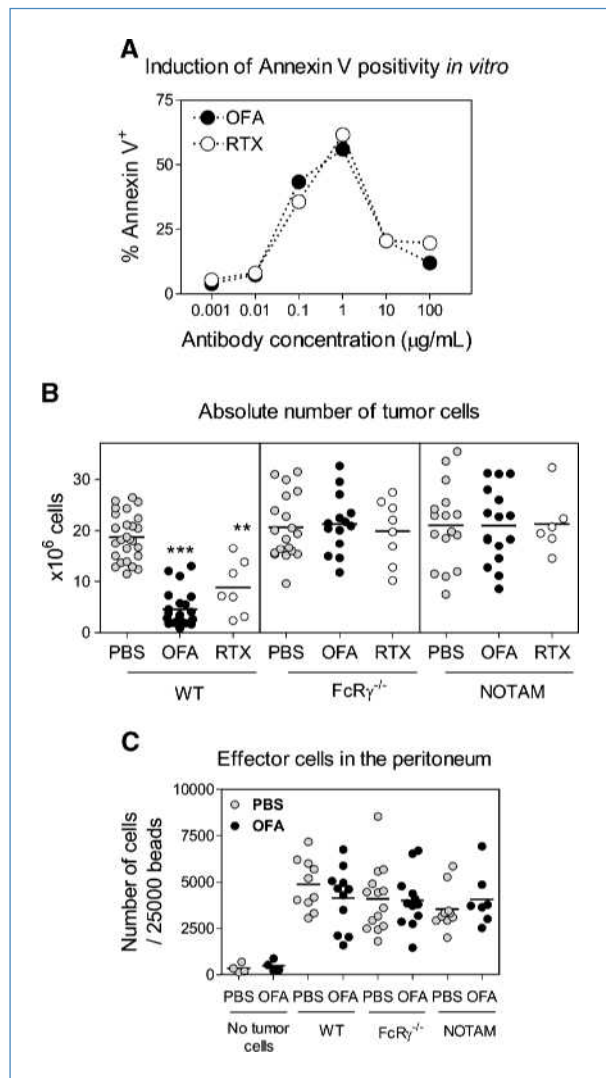 A
Induction of Annexin V positivity in vitro
% Annexin V+
75
50
25
0
OFA
RTX
0.001 0.01 0.1 1 10 100
Antibody concentration (µg/mL)
B
Absolute number of tumor cells
x10⁶ cells
30
20
10
0
***
**
PBS OFA RTX PBS OFA RTX PBS OFA RTX
WT FcRγ⁻/⁻ NOTAM
C
Effector cells in the peritoneum
Number of cells
/ 25000 beads
10000
7500
5000
2500
0
PBS
OFA
PBS OFA PBS OFA PBS OFA PBS OFA
No tumor
cells
WT FcRγ⁻/⁻ NOTAM